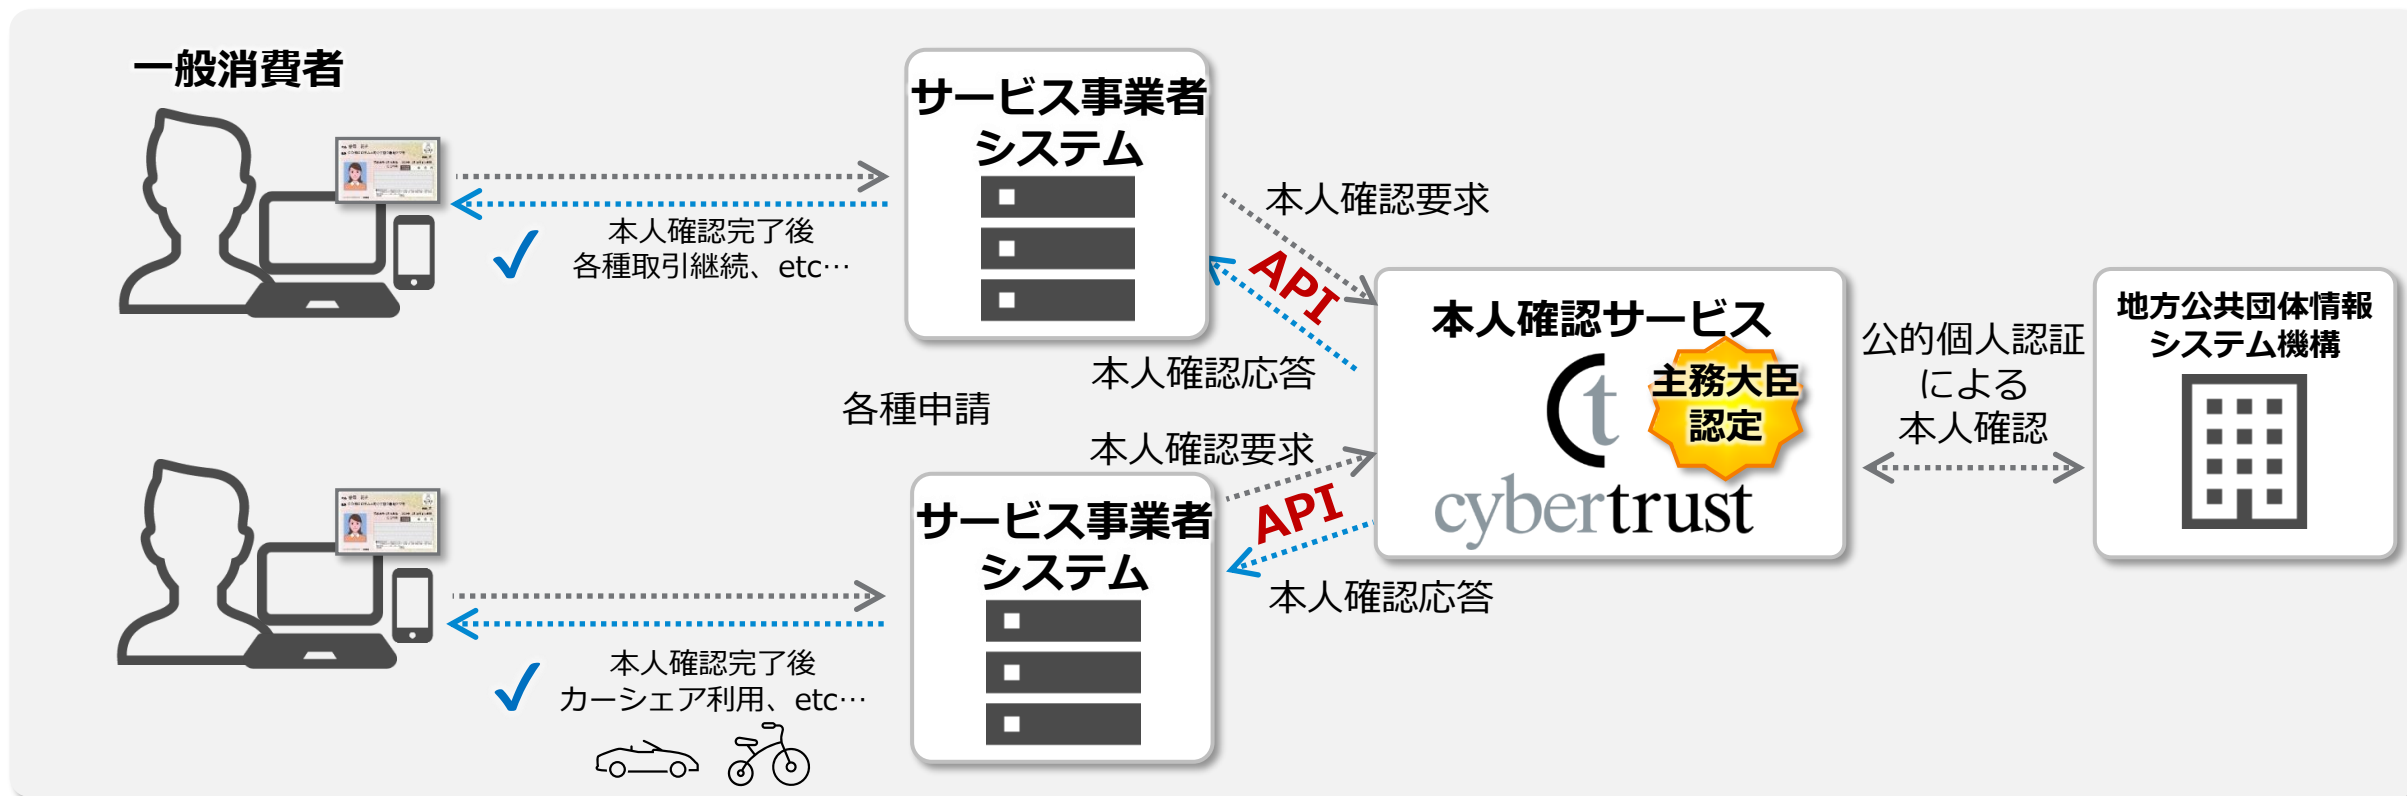 一般消費者
サービス事業者
システム
本人確認完了後
各種取引継続、etc…
本人確認要求
API
本人確認応答
各種申請
本人確認サービス
主務大臣
認定
cybertrust
公的個人認証
による
本人確認
地方公共団体情報
システム機構
本人確認要求
API
本人確認応答
サービス事業者
システム
本人確認完了後
カーシェア利用、etc…